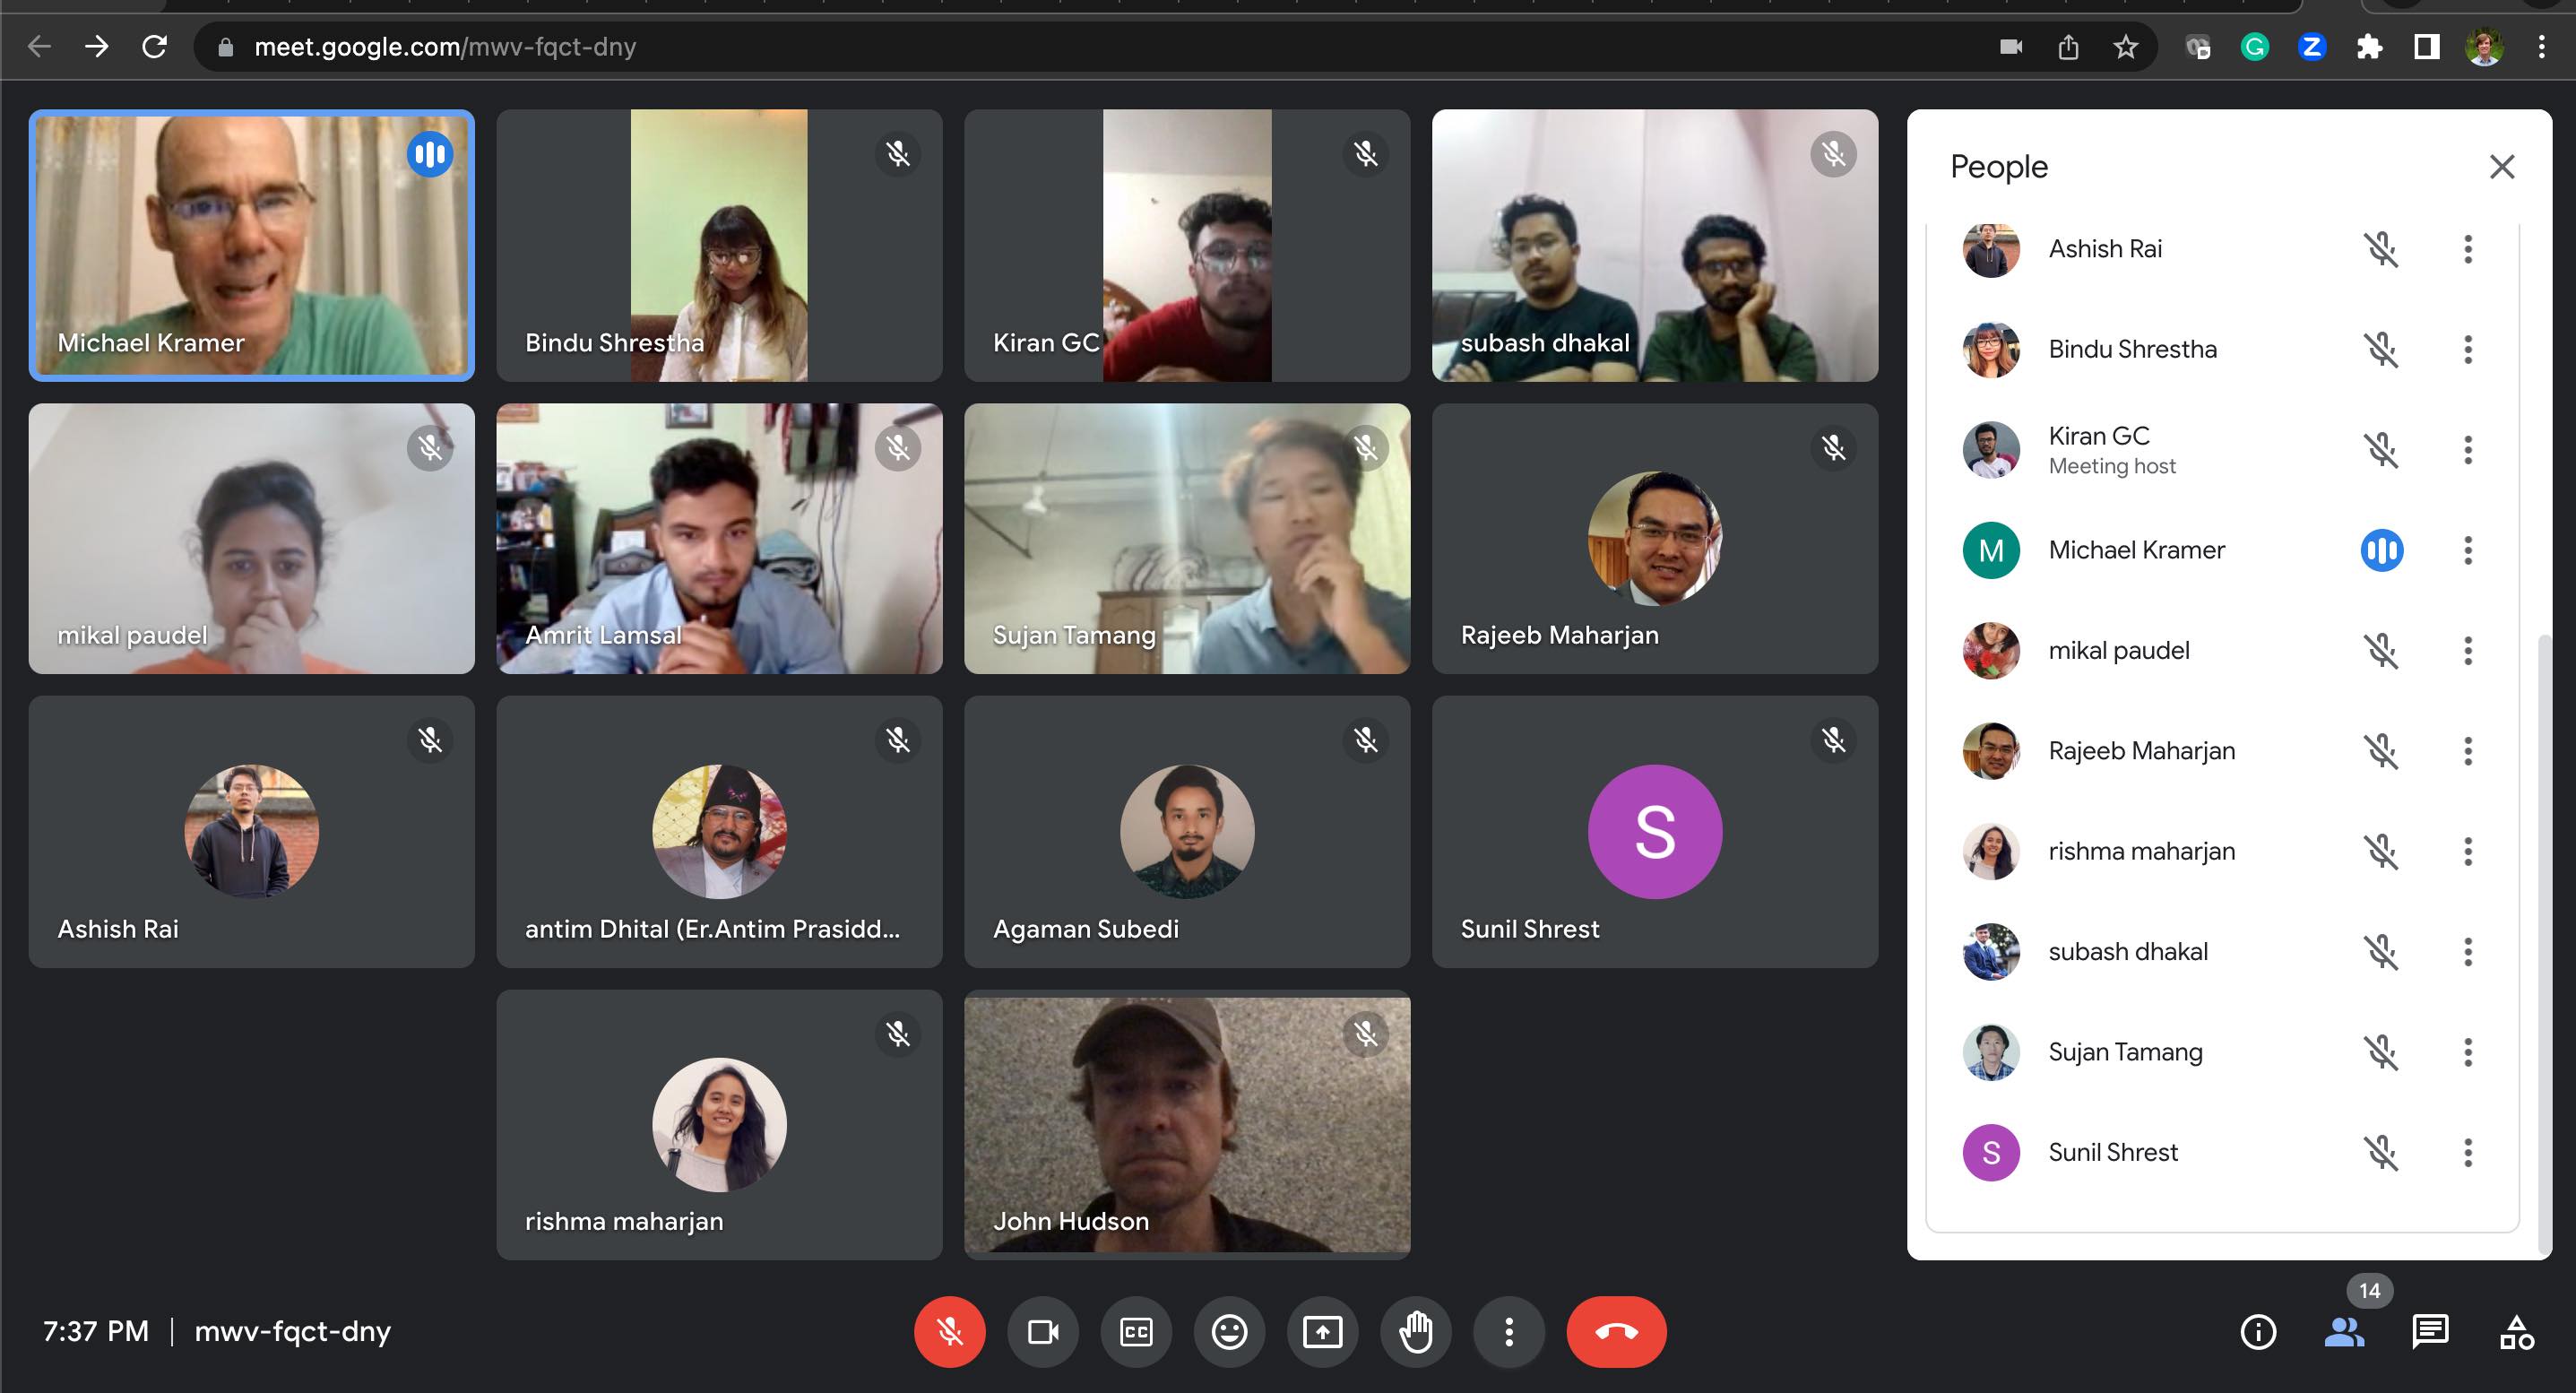 meet.google.com/mwv-fqct-dny
Michael Kramer
Bindu Shrestha
Kiran GC
subash dhakal
mikal paudel
Amrit Lamsal
Sujan Tamang
Rajeeb Maharjan
Ashish Rai
antim Dhital (Er.Antim Prasidd...
Agaman Subedi
S
Sunil Shrest
rishma maharjan
John Hudson
People
Ashish Rai
Bindu Shrestha
Kiran GC
Meeting host
M
Michael Kramer
mikal paudel
Rajeeb Maharjan
rishma maharjan
subash dhakal
Sujan Tamang
S
Sunil Shrest
7:37 PM | mwv-fqct-dny
CC
14